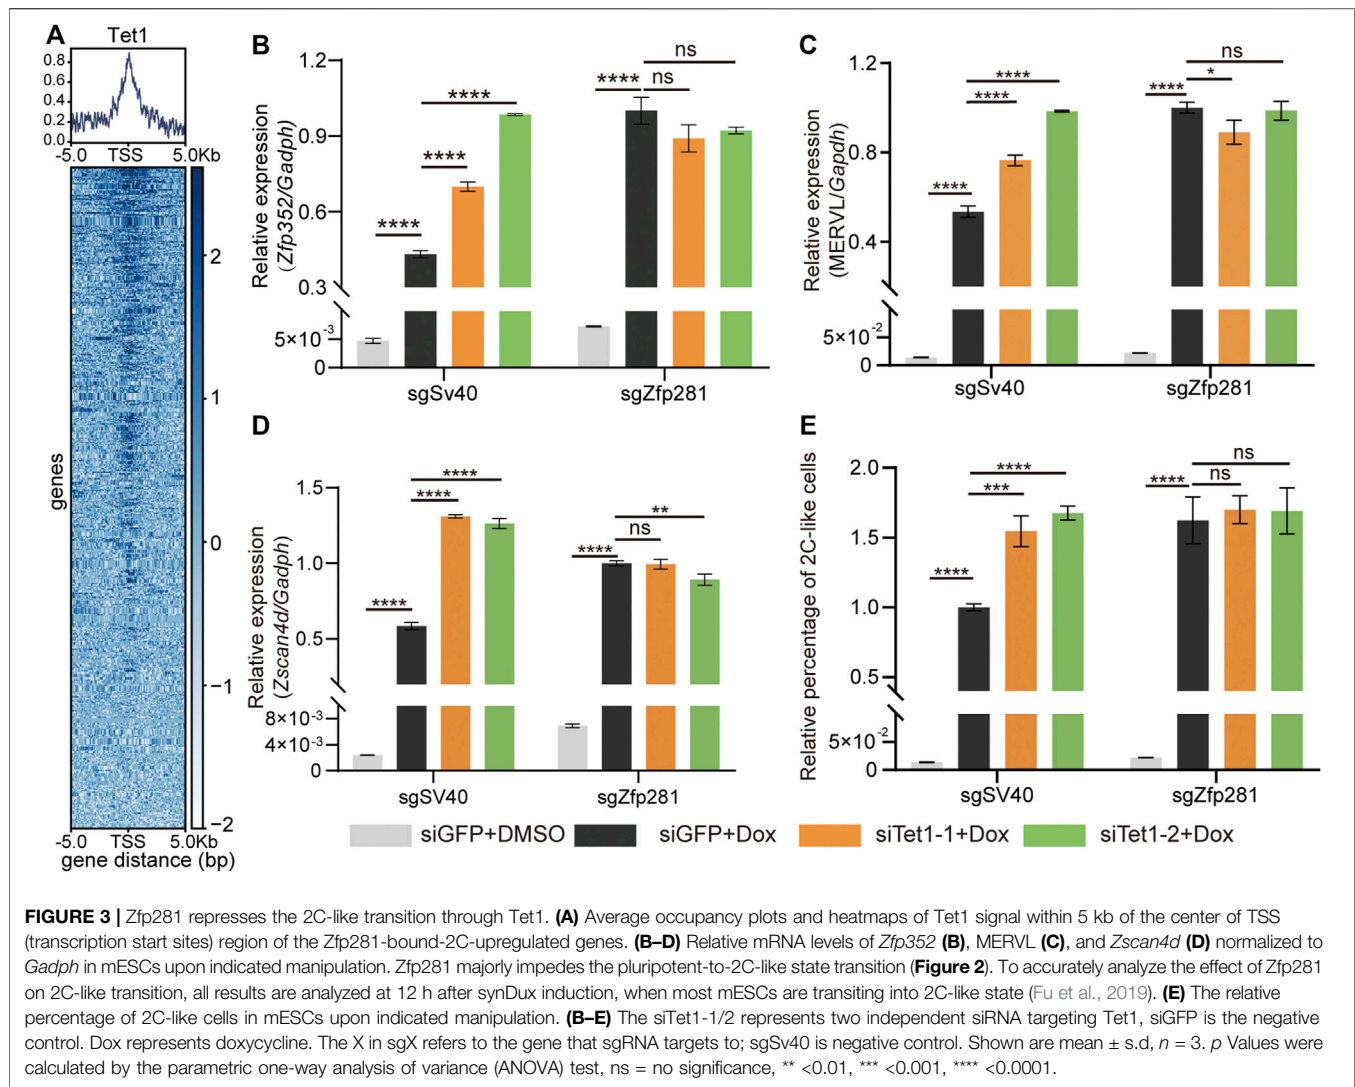 A
Tet1
0.8
0.6
0.4
0.2
0.0
-5.0 TSS 5.0Kb
genes
2
1
0
−1
−2
-5.0 TSS 5.0Kb
gene distance (bp)
B
Relative expression
(Zfp352/Gadph)
1.2
0.9
0.6
0.3
5×10⁻³
0
**** **** ****
**** ns ns
sgSv40 sgZfp281
C
Relative expression
(MERVL/Gapdh)
1.2
0.8
0.4
5×10⁻²
0
**** **** ****
**** * ns
sgSv40 sgZfp281
D
Relative expression
(Zscan4d/Gadph)
1.5
1.0
0.5
8×10⁻³
4×10⁻³
0
**** **** ****
**** ns **
sgSV40 sgZfp281
E
Relative percentage of 2C-like cells
2.0
1.5
1.0
0.5
5×10⁻²
0
**** *** ****
**** ns ns
sgSV40 sgZfp281
siGFP+DMSO siGFP+Dox siTet1-1+Dox siTet1-2+Dox
FIGURE 3 | Zfp281 represses the 2C-like transition through Tet1. (A) Average occupancy plots and heatmaps of Tet1 signal within 5 kb of the center of TSS
(transcription start sites) region of the Zfp281-bound-2C-upregulated genes. (B–D) Relative mRNA levels of Zfp352 (B), MERVL (C), and Zscan4d (D) normalized to
Gadph in mESCs upon indicated manipulation. Zfp281 majorly impedes the pluripotent-to-2C-like state transition (Figure 2). To accurately analyze the effect of Zfp281
on 2C-like transition, all results are analyzed at 12 h after synDux induction, when most mESCs are transiting into 2C-like state (Fu et al., 2019). (E) The relative
percentage of 2C-like cells in mESCs upon indicated manipulation. (B–E) The siTet1-1/2 represents two independent siRNA targeting Tet1, siGFP is the negative
control. Dox represents doxycycline. The X in sgX refers to the gene that sgRNA targets to; sgSv40 is negative control. Shown are mean ± s.d, n = 3. p Values were
calculated by the parametric one-way analysis of variance (ANOVA) test, ns = no significance, ** <0.01, *** <0.001, **** <0.0001.